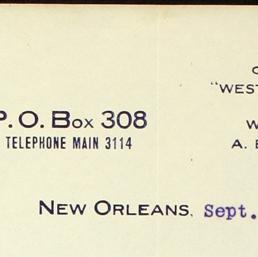 "WEST
P. O. BOX 308
TELEPHONE MAIN 3114
A.
NEW ORLEANS, Sept.